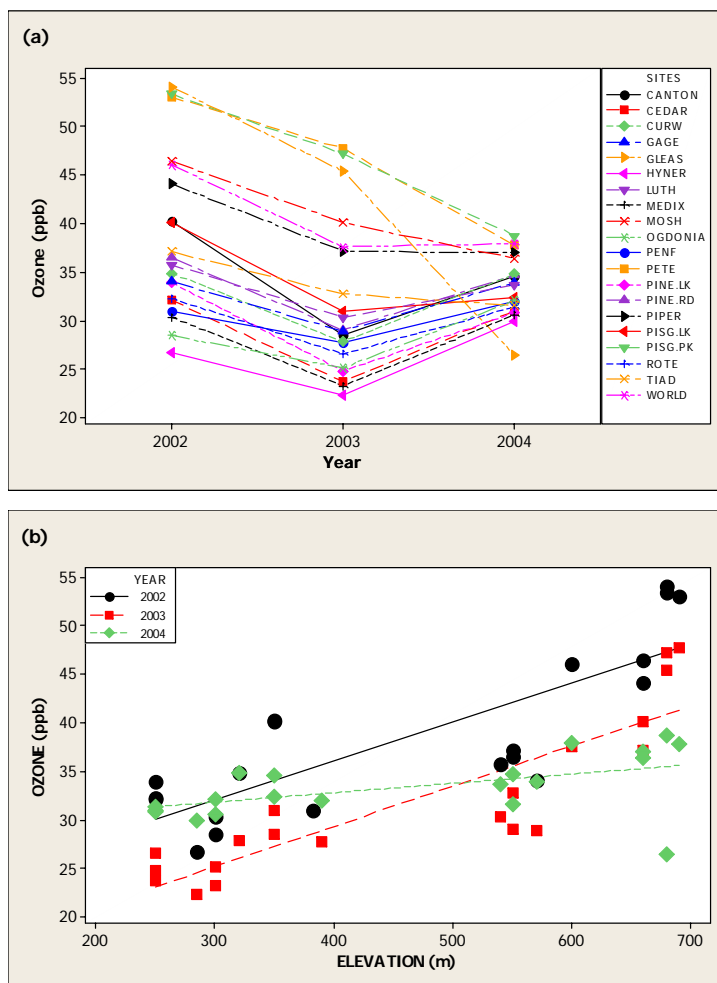 (a)
55
50
45
40
35
30
25
20
Ozone (ppb)
2002
2003
2004
Year
SITES
CANTON
CEDAR
CURW
GAGE
GLEAS
HYNER
LUTH
MEDIX
MOSH
OGDONIA
PENF
PETE
PINE.LK
PINE.RD
PIPER
PISG.LK
PISG.PK
ROTE
TIAD
WORLD
(b)
55
50
45
40
35
30
25
20
OZONE (ppb)
YEAR
2002
2003
2004
200
300
400
500
600
700
ELEVATION (m)